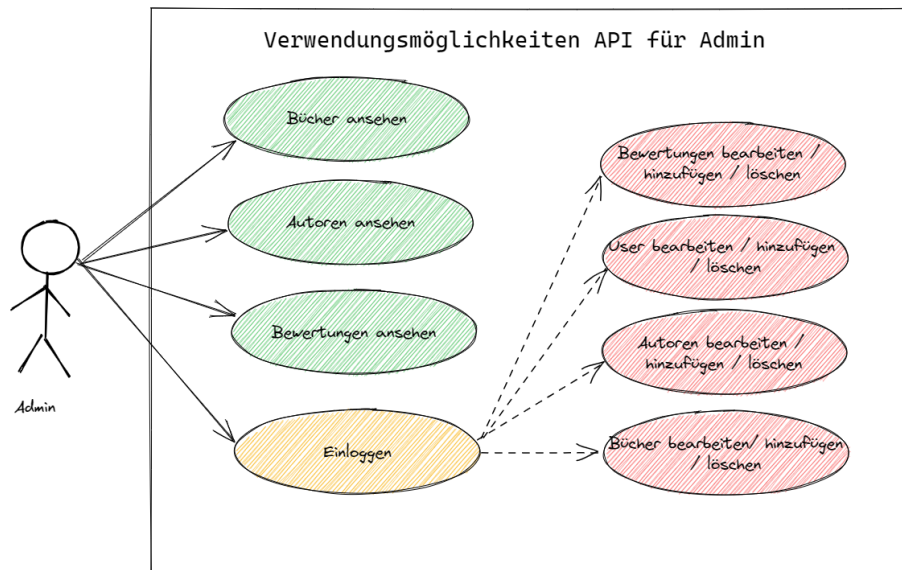 Verwendungsmöglichkeiten API für Admin
Bücher ansehen
Autoren ansehen
Bewertungen ansehen
Einloggen
Bewertungen bearbeiten /
hinzufügen / löschen
User bearbeiten / hinzufügen
/ löschen
Autoren bearbeiten /
hinzufügen / löschen
Bücher bearbeiten/ hinzufügen
/ löschen
Admin